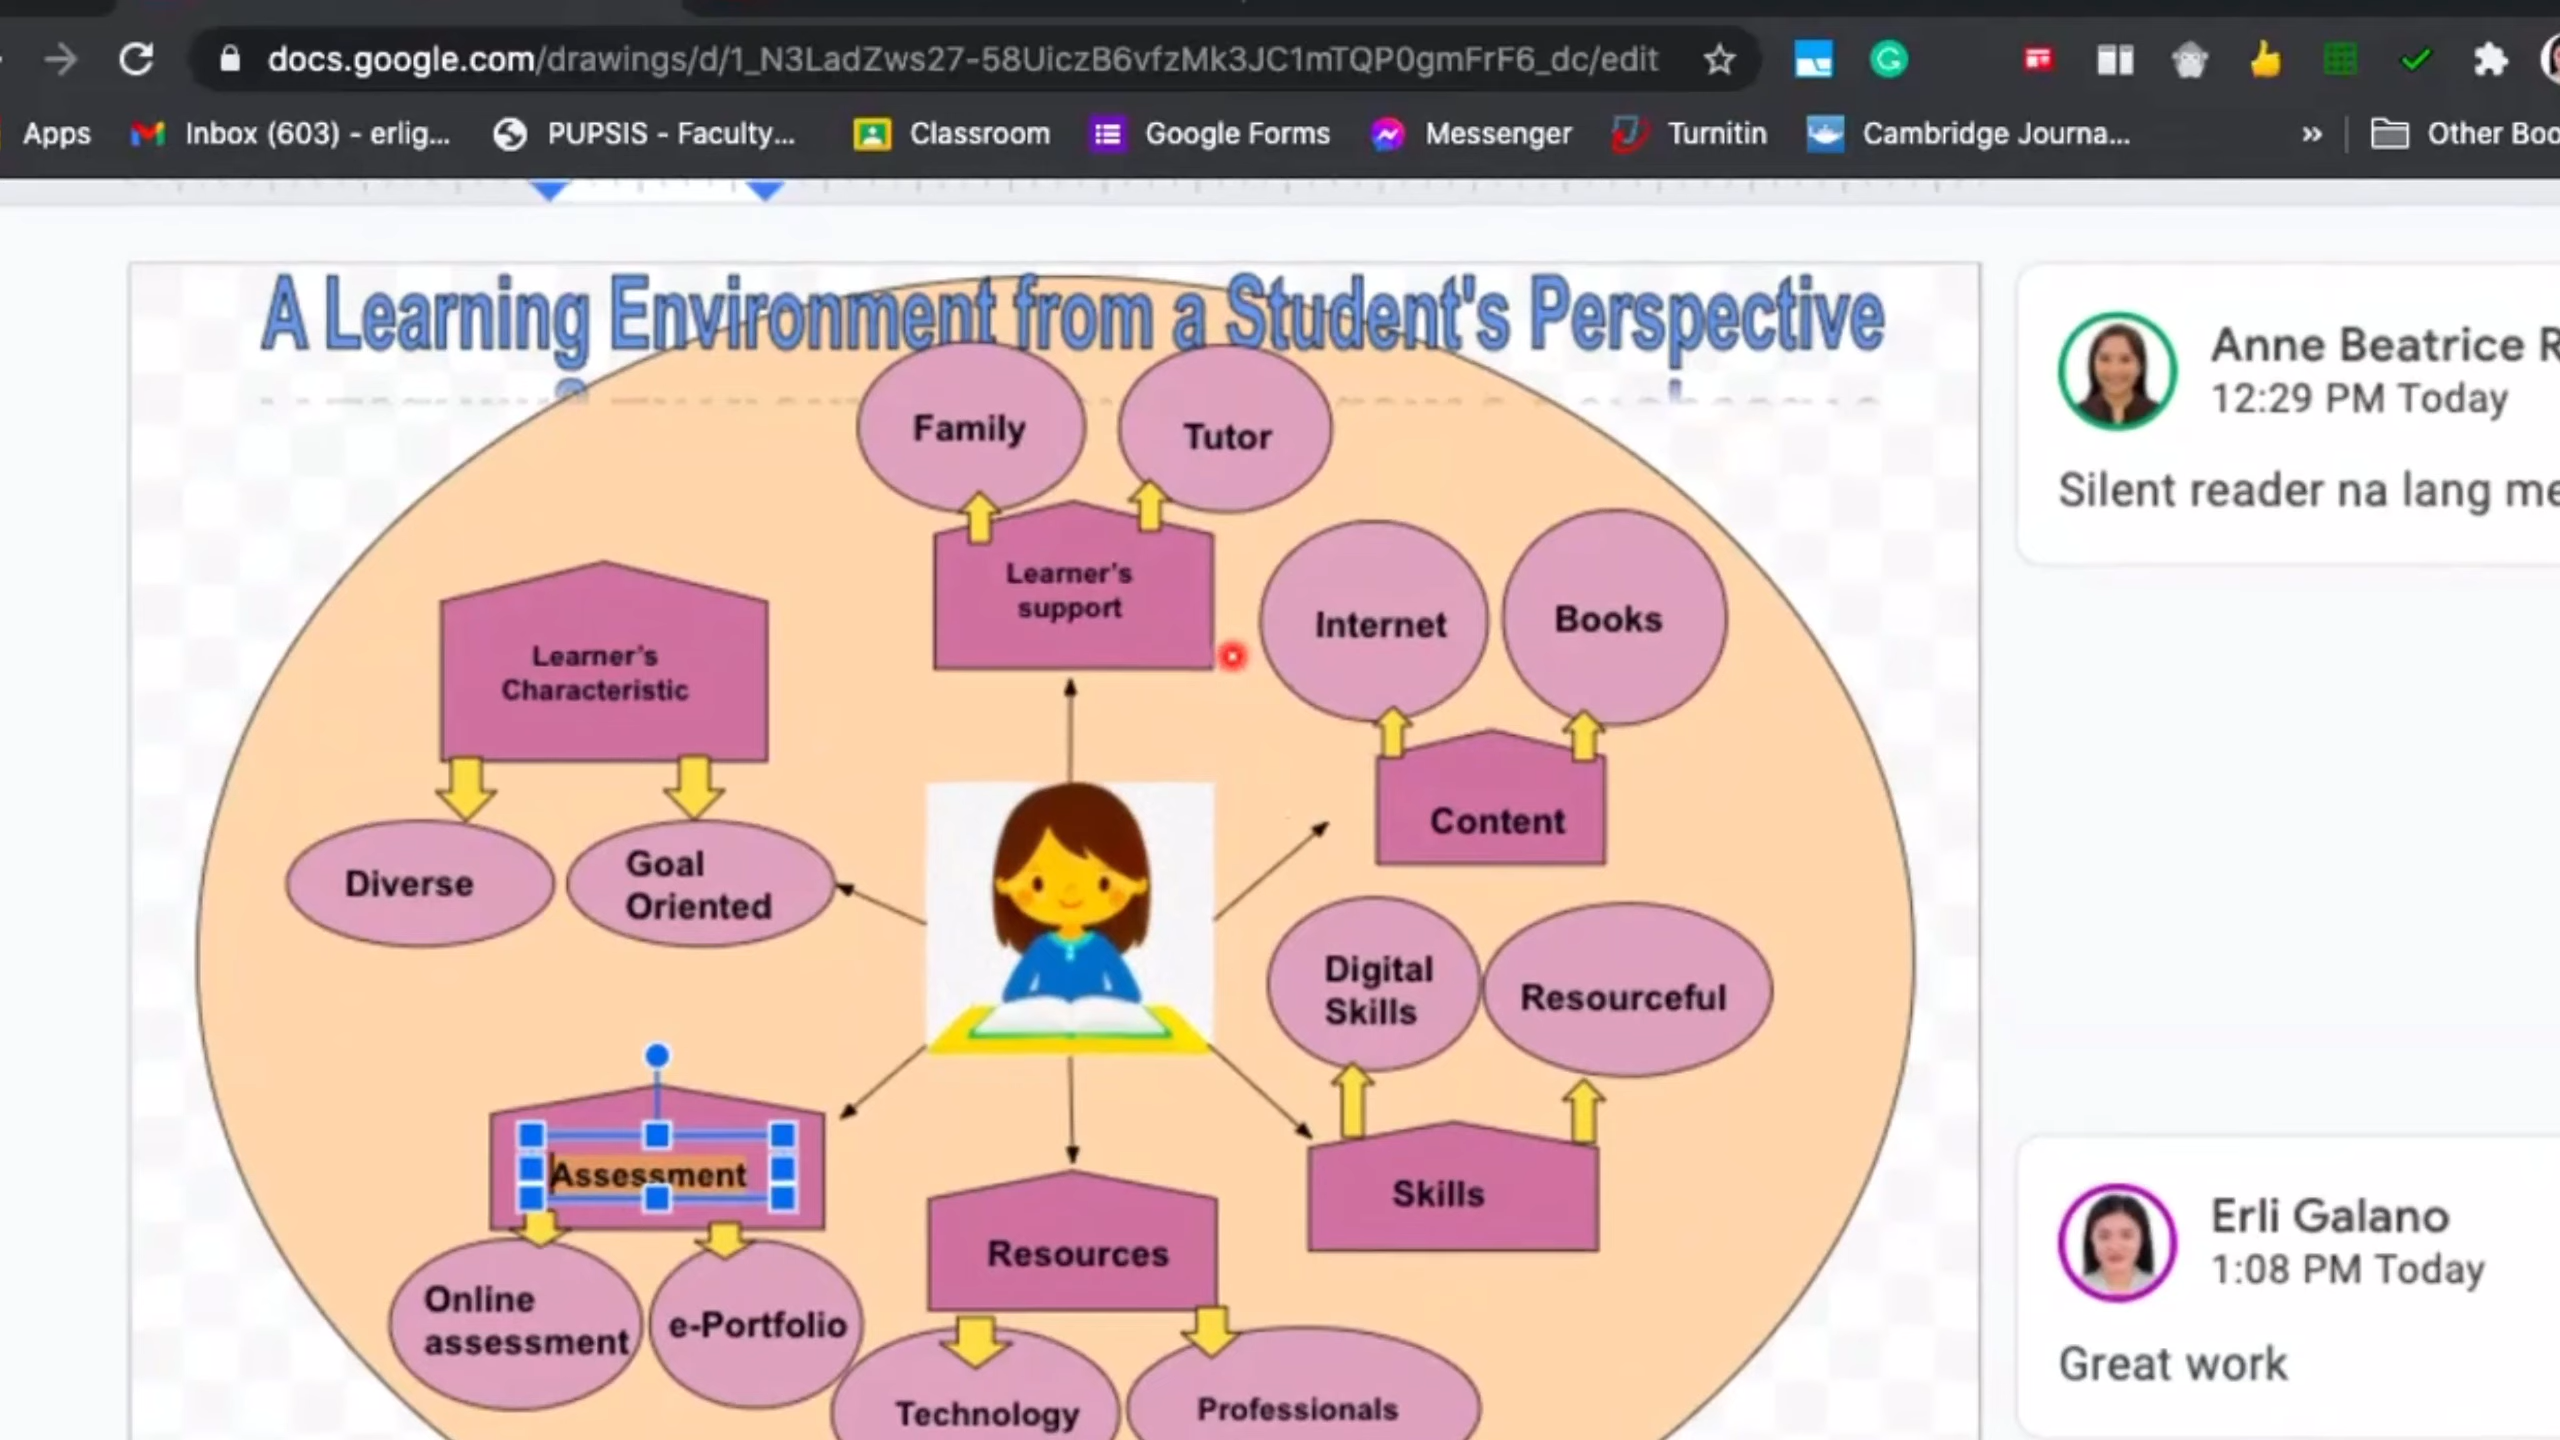 docs.google.com/drawings/d/1_N3LadZws27-58UiczB6vfzMk3JC1mTQP0gmFrF6_dc/edit
Apps
Inbox (603) - erlig...
PUPSIS - Faculty...
Classroom
Google Forms
Messenger
Turnitin
Cambridge Journa...
»
Other Boo
A Learning Environment from a Student's Perspective
Anne Beatrice R
12:29 PM Today
Silent reader na lang me
Family
Tutor
Learner's
support
Internet
Books
Content
Learner's
Characteristic
Diverse
Goal
Oriented
Digital
Skills
Resourceful
Skills
Assessment
Online
assessment
e-Portfolio
Resources
Technology
Professionals
Erli Galano
1:08 PM Today
Great work